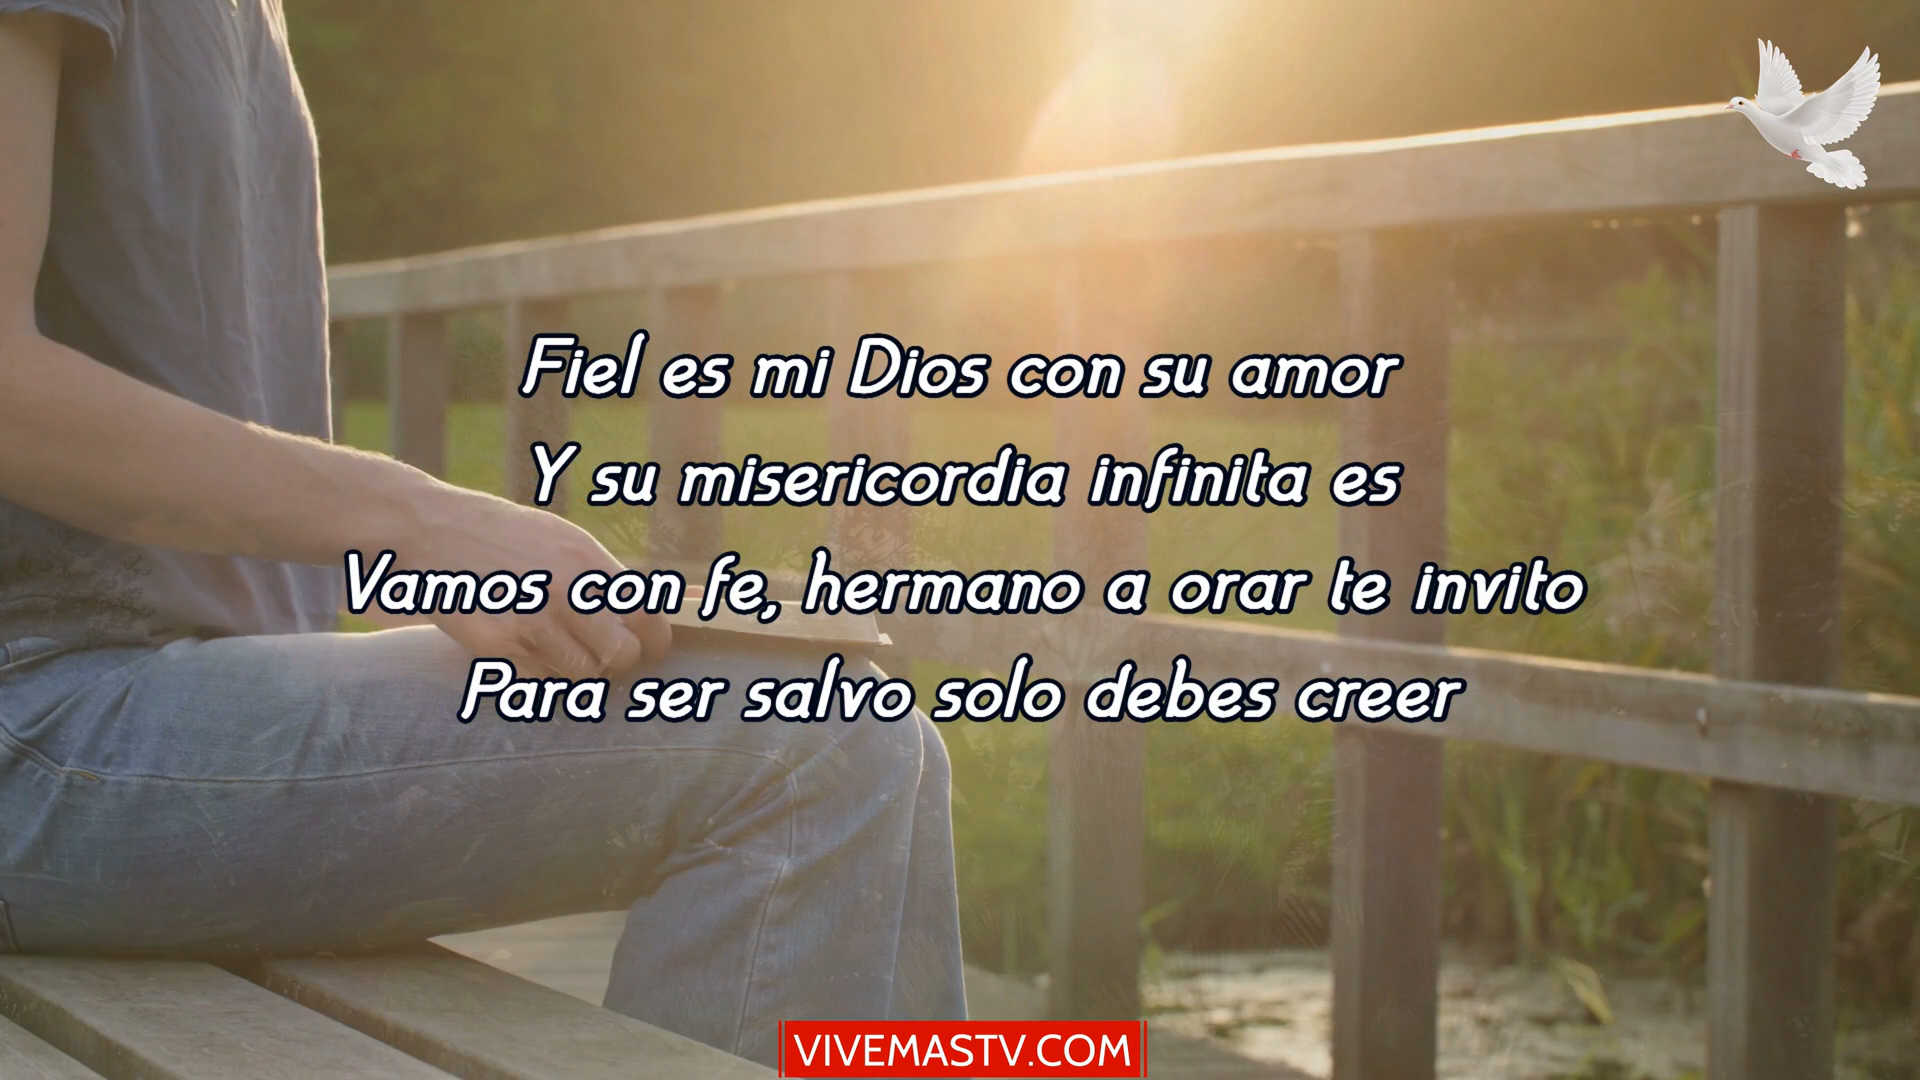 Fiel es mi Dios con su amor
Y su misericordia infinita es
Vamos con fe, hermano a orar te invito
Para ser salvo solo debes creer
VIVEMASTV.COM